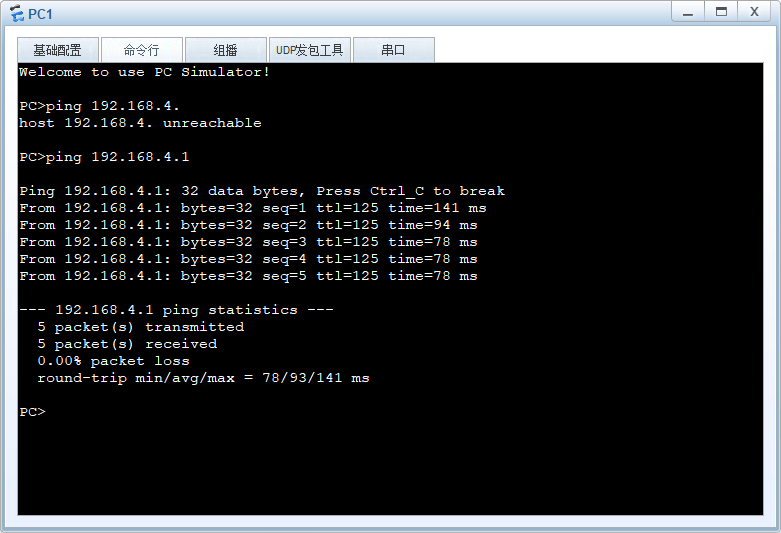 PC1
基础配置 命令行 组播 UDP发包工具 串口
Welcome to use PC Simulator!
PC>ping 192.168.4.
host 192.168.4. unreachable
PC>ping 192.168.4.1
Ping 192.168.4.1: 32 data bytes, Press Ctrl_C to break
From 192.168.4.1: bytes=32 seq=1 ttl=125 time=141 ms
From 192.168.4.1: bytes=32 seq=2 ttl=125 time=94 ms
From 192.168.4.1: bytes=32 seq=3 ttl=125 time=78 ms
From 192.168.4.1: bytes=32 seq=4 ttl=125 time=78 ms
From 192.168.4.1: bytes=32 seq=5 ttl=125 time=78 ms
--- 192.168.4.1 ping statistics ---
5 packet(s) transmitted
5 packet(s) received
0.00% packet loss
round-trip min/avg/max = 78/93/141 ms
PC>